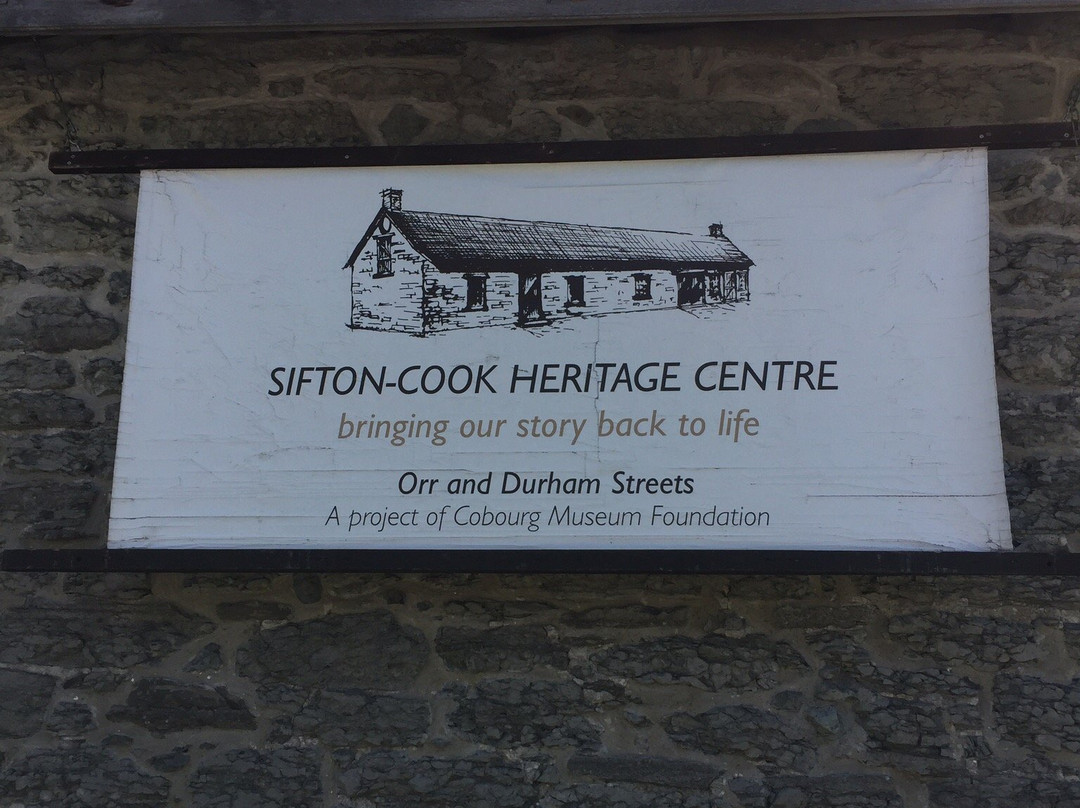 SIFTON-COOK HERITAGE CENTRE
bringing our story back to life
Orr and Durham Streets
A project of Cobourg Museum Foundation